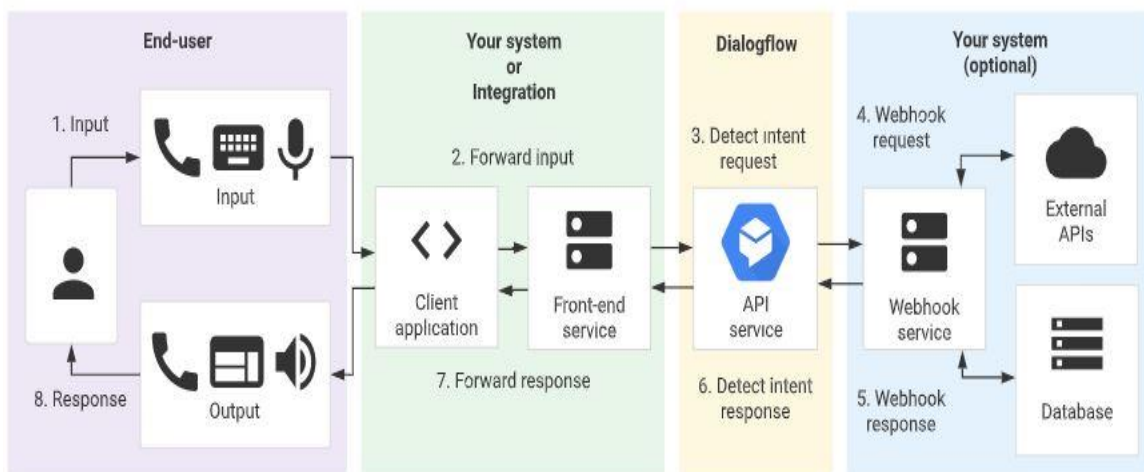 End-user
1. Input
Input
8. Response
Output
Your system
or
Integration
2. Forward input
Client
application
Front-end
service
7. Forward response
Dialogflow
3. Detect intent
request
API
service
6. Detect intent
response
Your system
(optional)
4. Webhook
request
External
APIs
Webhook
service
5. Webhook
response
Database